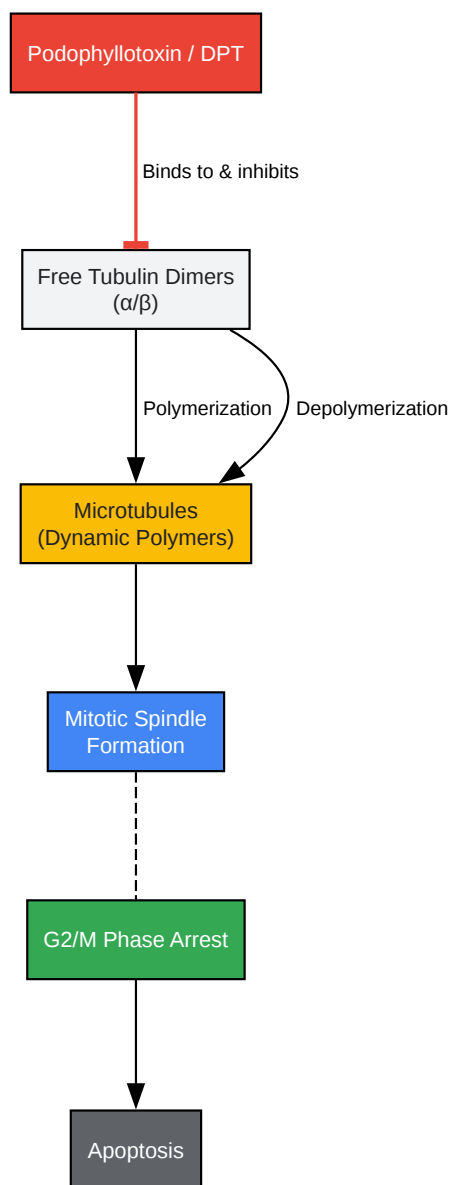 Podophyllotoxin / DPT
Binds to & inhibits
Free Tubulin Dimers
(α/β)
Polymerization
Depolymerization
Microtubules
(Dynamic Polymers)
Mitotic Spindle
Formation
G2/M Phase Arrest
Apoptosis